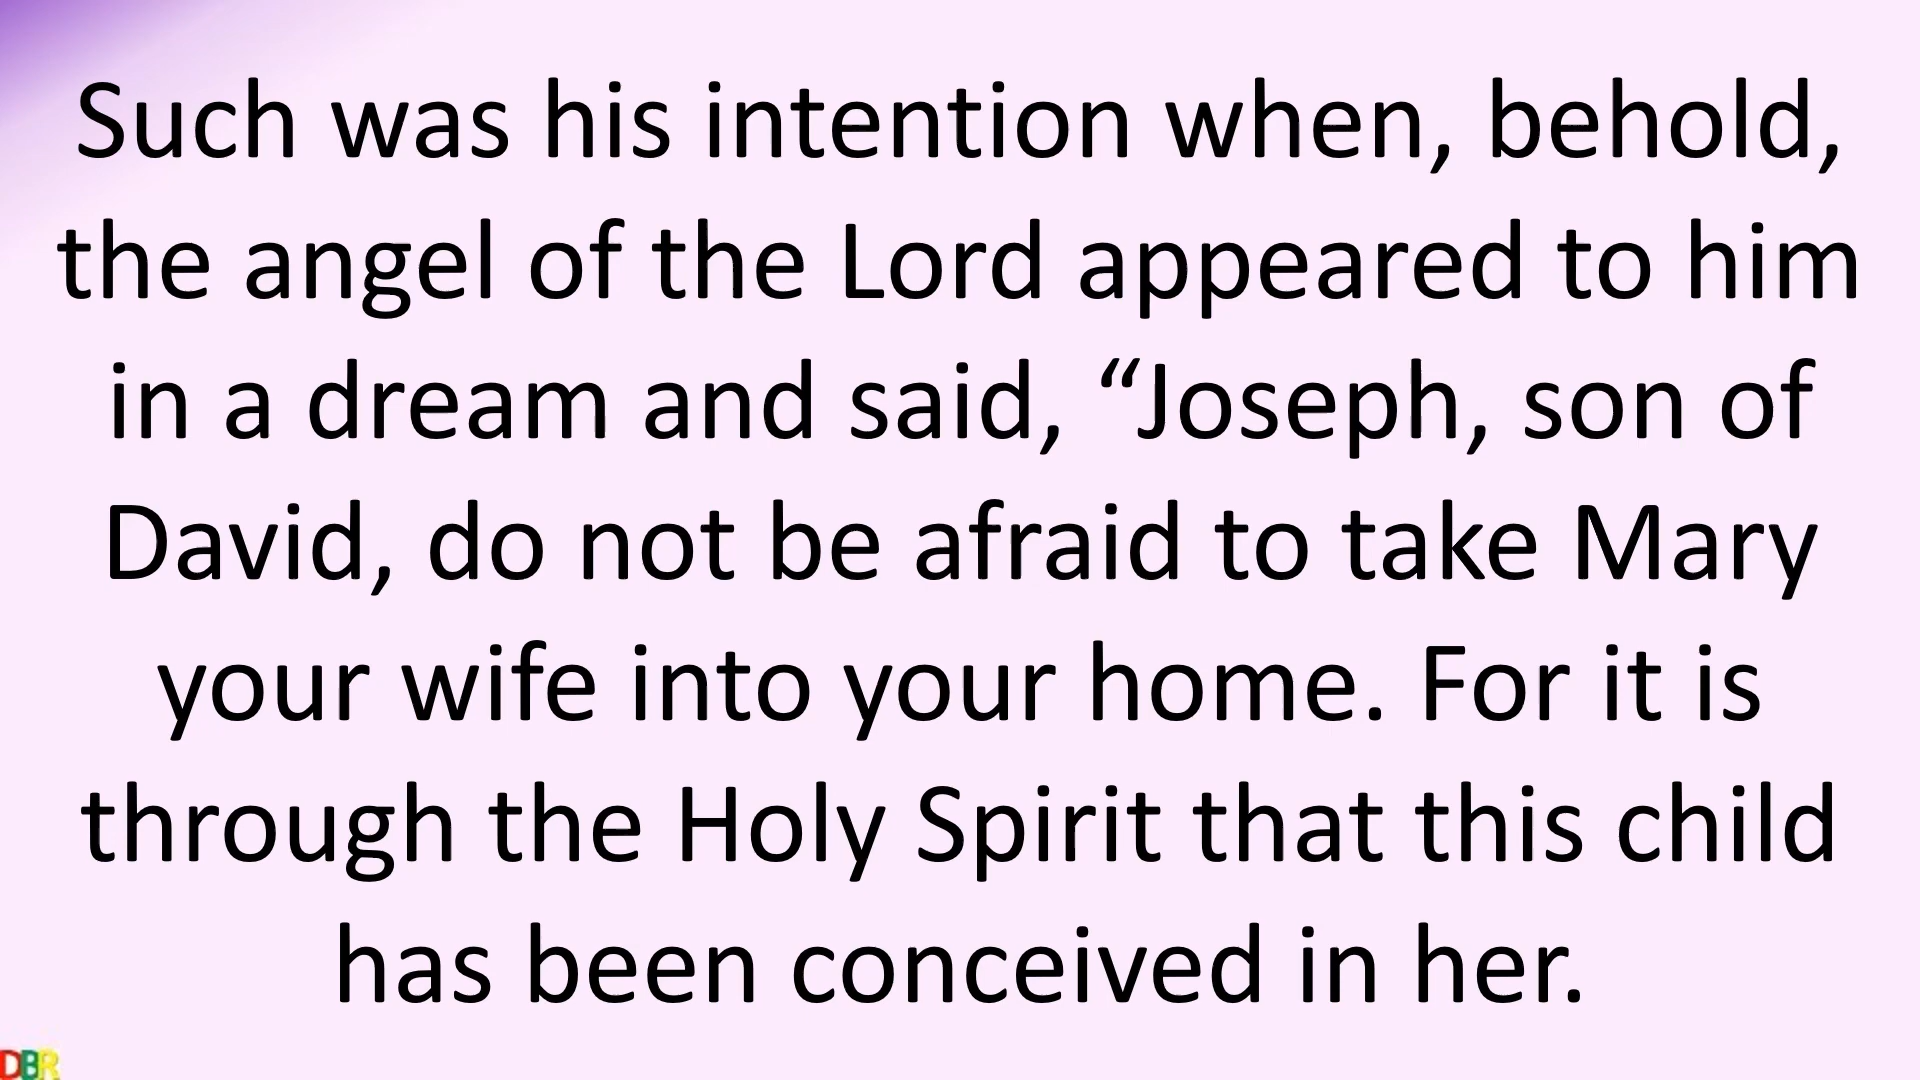 Such was his intention when, behold,
the angel of the Lord appeared to him
in a dream and said, “Joseph, son of
David, do not be afraid to take Mary
your wife into your home. For it is
through the Holy Spirit that this child
has been conceived in her.
DBR